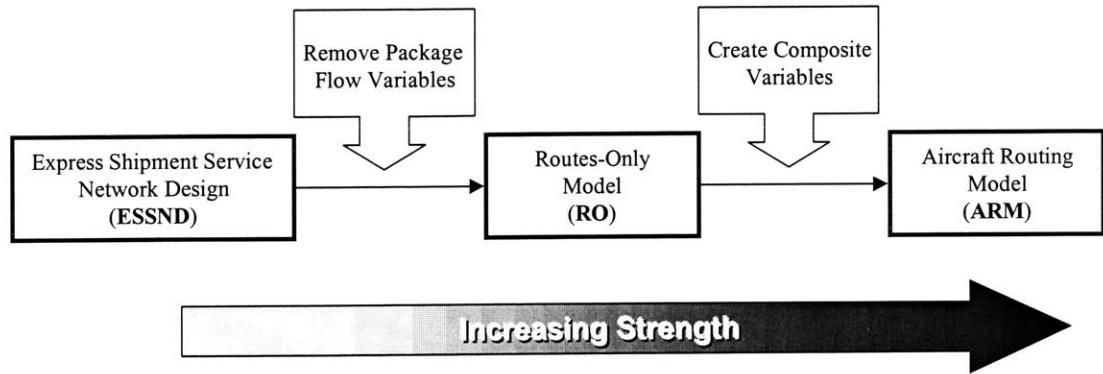 Remove Package
Flow Variables
Create Composite
Variables
Express Shipment Service
Network Design
(ESSND)
Routes-Only
Model
(RO)
Aircraft Routing
Model
(ARM)
Increasing Strength